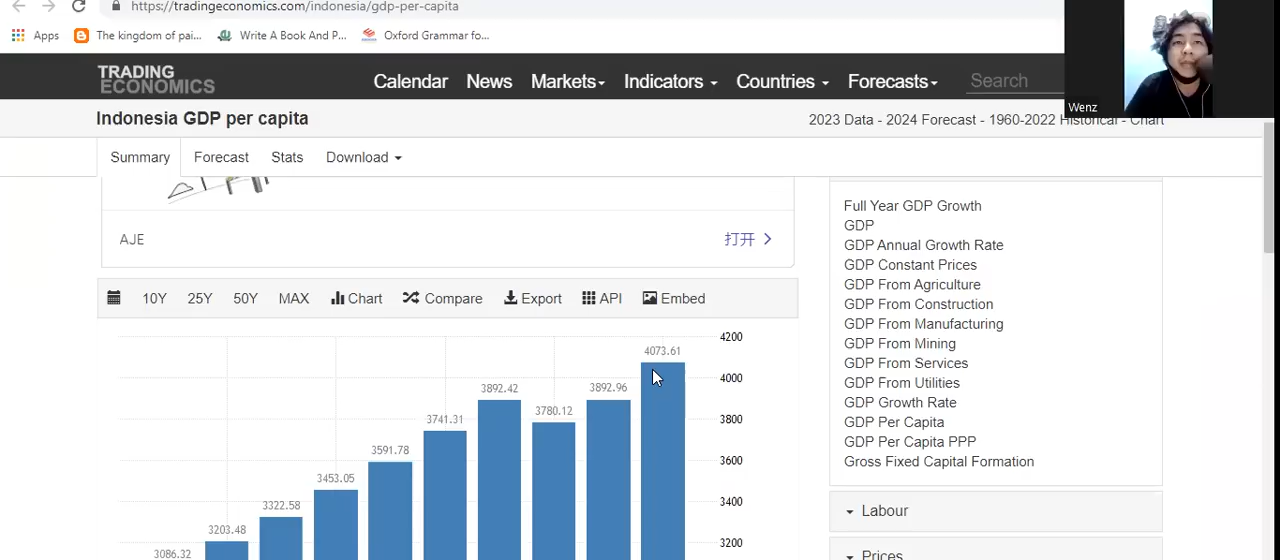 https://tradingeconomics.com/indonesia/gdp-per-capita
Apps The kingdom of pai... Write A Book And P... Oxford Grammar fo...
TRADING
ECONOMICS
Calendar News Markets Indicators Countries Forecasts Search
Wenz
Indonesia GDP per capita
2023 Data - 2024 Forecast - 1960-2022 Historical - Chart
Summary Forecast Stats Download
AJE
打开
10Y 25Y 50Y MAX Chart Compare Export API Embed
4200
4073.61
4000
3892.42
3892.96
3780.12
3800
3741.31
3591.78
3600
3453.05
3322.58
3400
3203.48
3200
3086.32
Full Year GDP Growth
GDP
GDP Annual Growth Rate
GDP Constant Prices
GDP From Agriculture
GDP From Construction
GDP From Manufacturing
GDP From Mining
GDP From Services
GDP From Utilities
GDP Growth Rate
GDP Per Capita
GDP Per Capita PPP
Gross Fixed Capital Formation
Labour
Prices